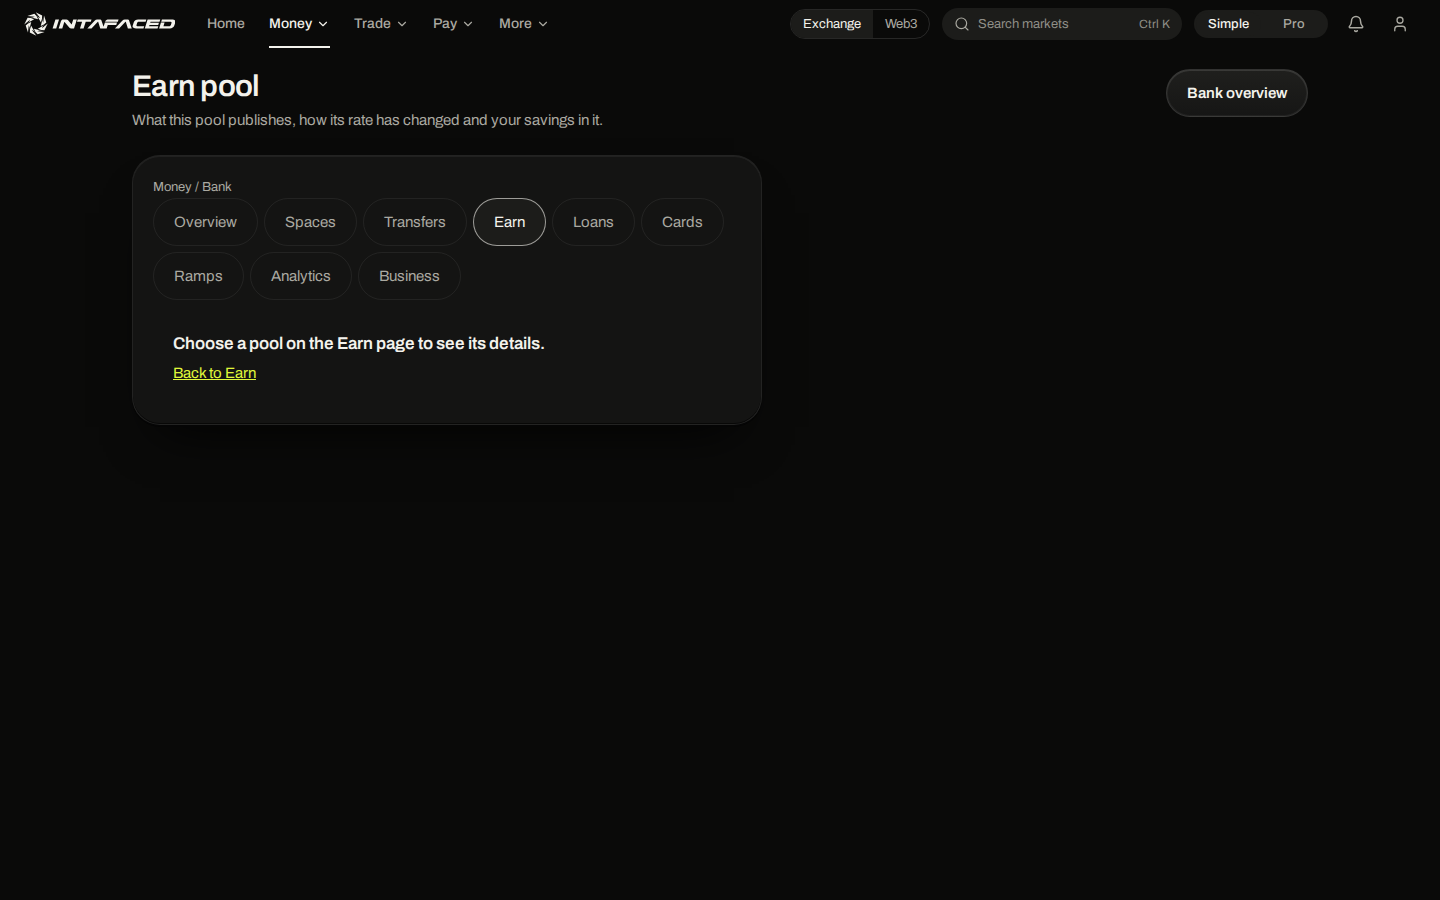 INTAFACED Home Money Trade Pay More Exchange Web3 Search markets Ctrl K Simple Pro
Earn pool
Bank overview
What this pool publishes, how its rate has changed and your savings in it.
Money / Bank
Overview Spaces Transfers Earn Loans Cards
Ramps Analytics Business
Choose a pool on the Earn page to see its details.
Back to Earn